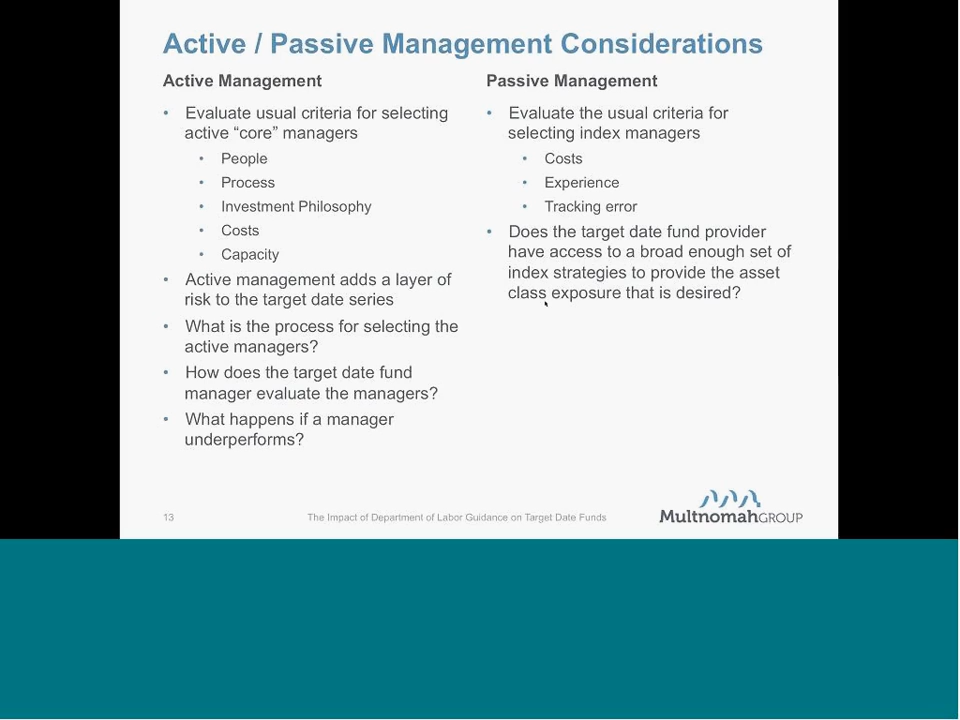 Active / Passive Management Considerations
Active Management
• Evaluate usual criteria for selecting
active “core” managers
• People
• Process
• Investment Philosophy
• Costs
• Capacity
• Active management adds a layer of
risk to the target date series
• What is the process for selecting the
active managers?
• How does the target date fund
manager evaluate the managers?
• What happens if a manager
underperforms?
Passive Management
• Evaluate the usual criteria for
selecting index managers
• Costs
• Experience
• Tracking error
• Does the target date fund provider
have access to a broad enough set of
index strategies to provide the asset
class exposure that is desired?
13
The Impact of Department of Labor Guidance on Target Date Funds
MultnomahGROUP